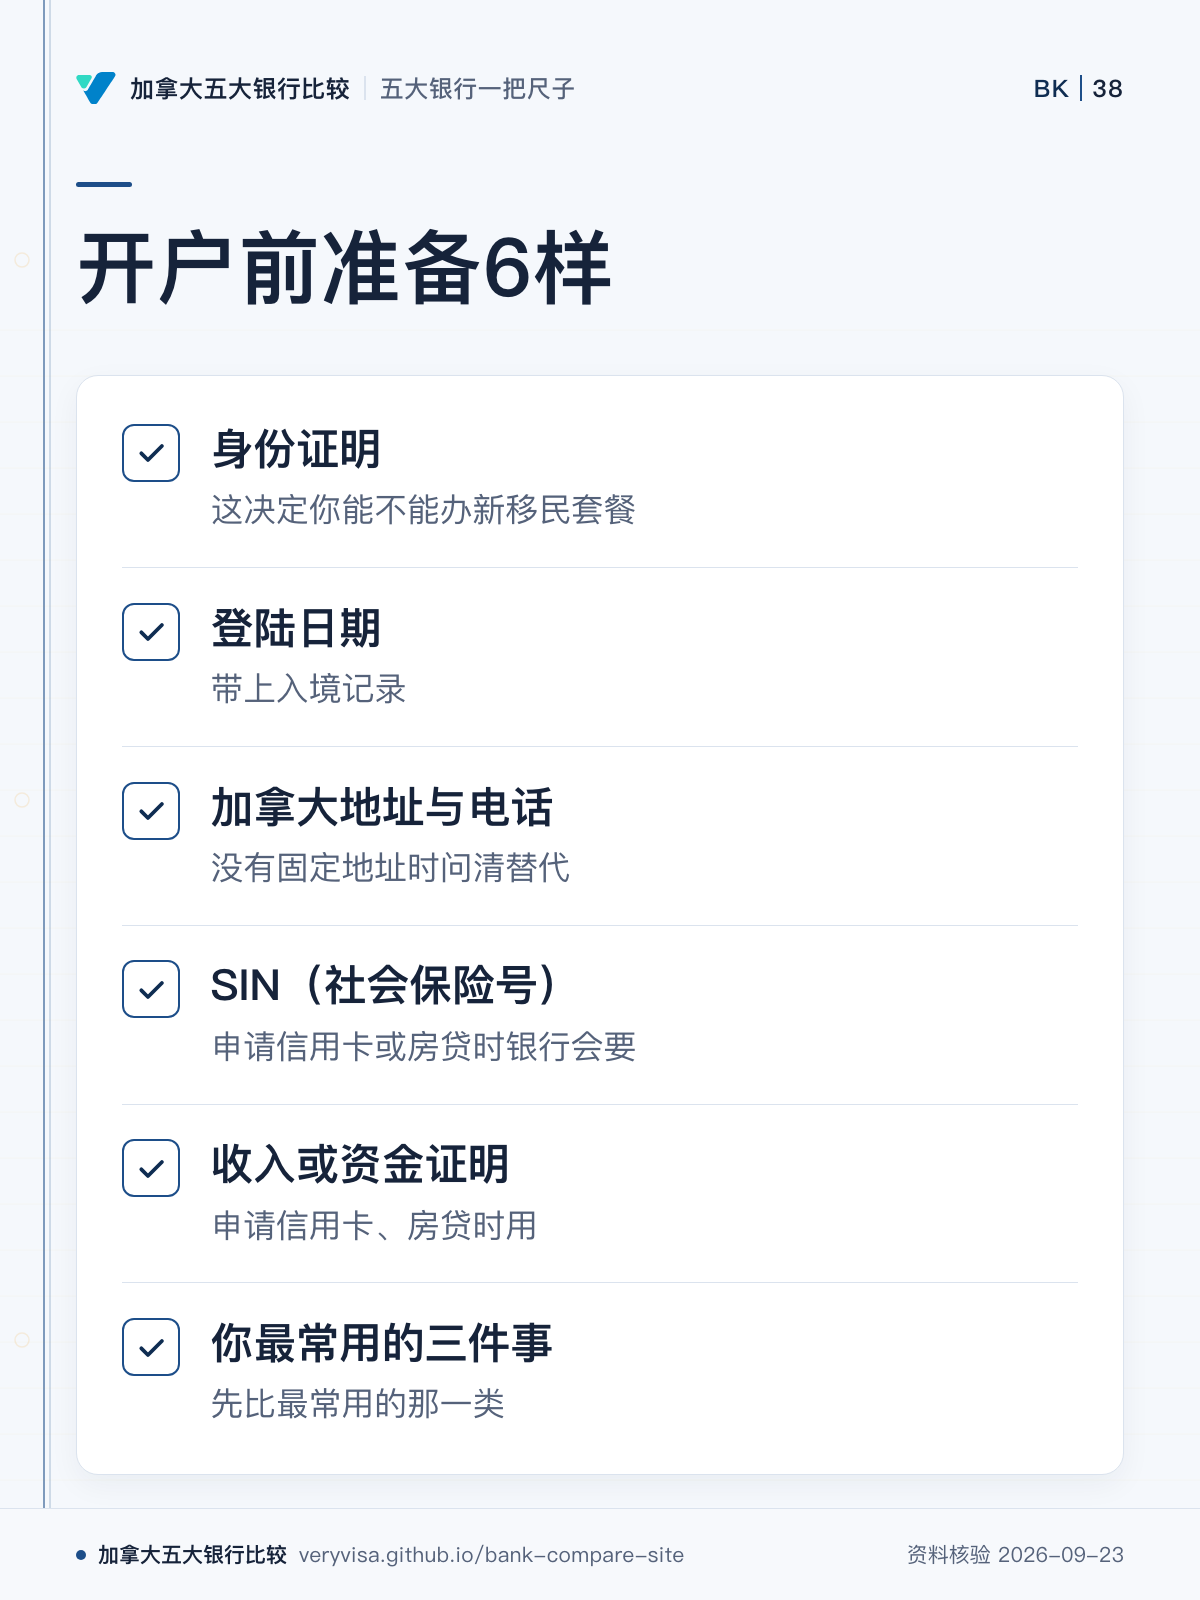 加拿大五大银行比较 五大银行一把尺子 BK 38
开户前准备6样
身份证明
这决定你能不能办新移民套餐
登陆日期
带上入境记录
加拿大地址与电话
没有固定地址时问清替代
SIN（社会保险号）
申请信用卡或房贷时银行会要
收入或资金证明
申请信用卡、房贷时用
你最常用的三件事
先比最常用的那一类
加拿大五大银行比较 veryvisa.github.io/bank-compare-site 资料核验 2026-09-23